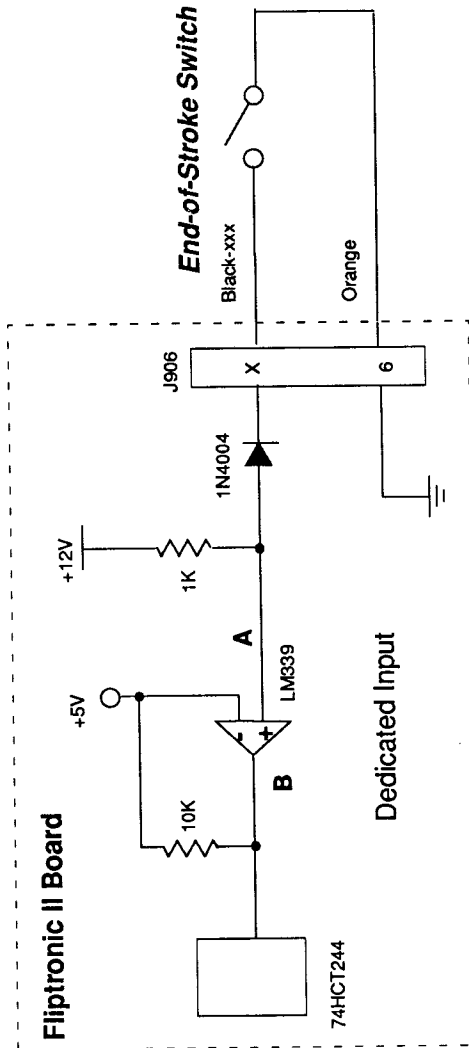 Fliptronic II Board
+5V
+12V
10K
1K
A
B
-
+
LM339
1N4004
J906
X
6
End-of-Stroke Switch
Black-xxx
Orange
74HCT244
Dedicated Input